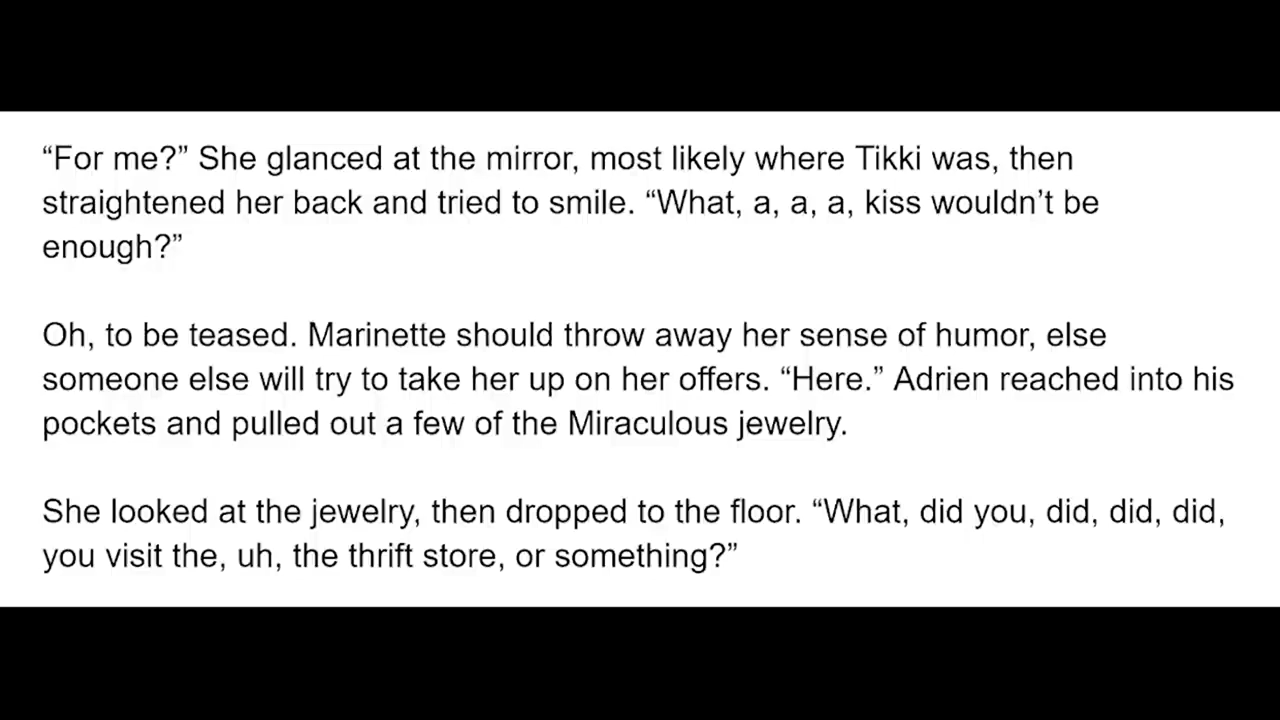 “For me?” She glanced at the mirror, most likely where Tikki was, then
straightened her back and tried to smile. “What, a, a, a, kiss wouldn’t be
enough?”
Oh, to be teased. Marinette should throw away her sense of humor, else
someone else will try to take her up on her offers. “Here.” Adrien reached into his
pockets and pulled out a few of the Miraculous jewelry.
She looked at the jewelry, then dropped to the floor. “What, did you, did, did, did,
you visit the, uh, the thrift store, or something?”